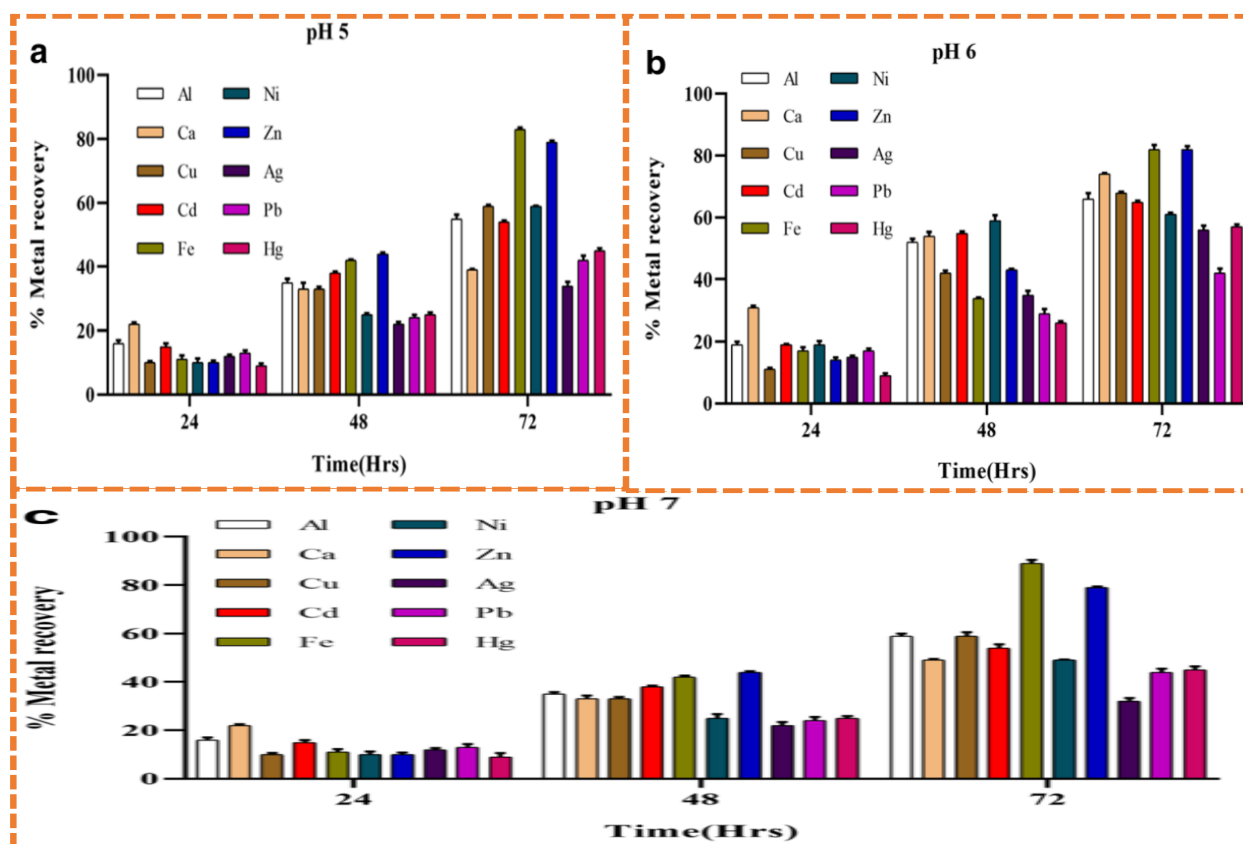 a
pH 5
% Metal recovery
100
80
60
40
20
0
Al
Ni
Ca
Zn
Cu
Ag
Cd
Pb
Fe
Hg
24
48
72
Time(Hrs)
b
pH 6
% Metal recovery
100
80
60
40
20
0
Al
Ni
Ca
Zn
Cu
Ag
Cd
Pb
Fe
Hg
24
48
72
Time(Hrs)
c
pH 7
% Metal recovery
100
80
60
40
20
0
Al
Ni
Ca
Zn
Cu
Ag
Cd
Pb
Fe
Hg
24
48
72
Time(Hrs)